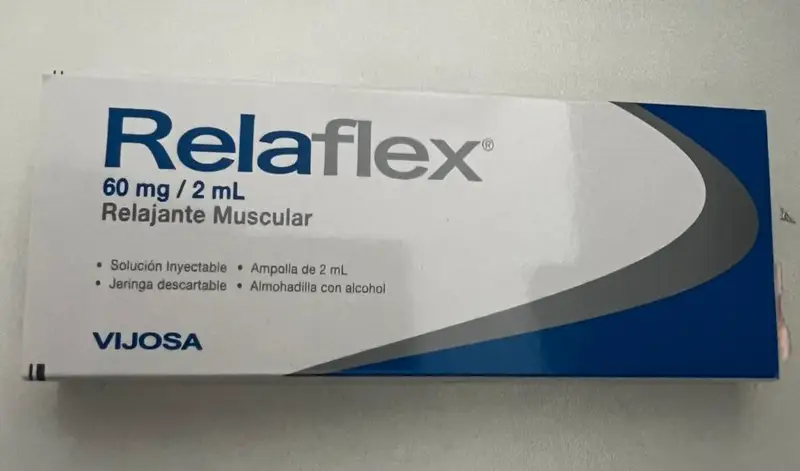 Relaflex®
60 mg / 2 mL
Relajante Muscular
• Solución Inyectable • Ampolla de 2 mL
• Jeringa descartable • Almohadilla con alcohol
VIJOSA